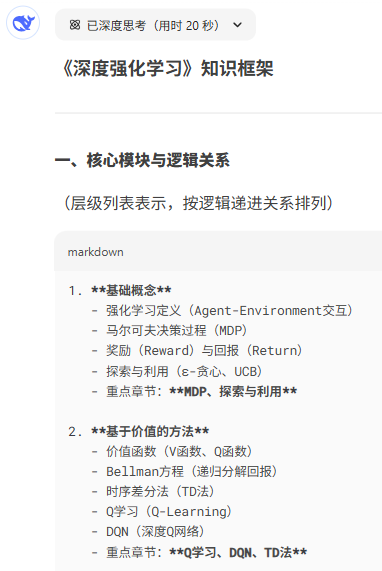 已深度思考（用时 20 秒）
《深度强化学习》知识框架
一、核心模块与逻辑关系
（层级列表表示，按逻辑递进关系排列）
markdown
1. **基础概念**
- 强化学习定义（Agent-Environment交互）
- 马尔可夫决策过程（MDP）
- 奖励（Reward）与回报（Return）
- 探索与利用（ε-贪心、UCB）
- 重点章节：**MDP、探索与利用**
2. **基于价值的方法**
- 价值函数（V函数、Q函数）
- Bellman方程（递归分解回报）
- 时序差分法（TD法）
- Q学习（Q-Learning）
- DQN（深度Q网络）
- 重点章节：**Q学习、DQN、TD法**